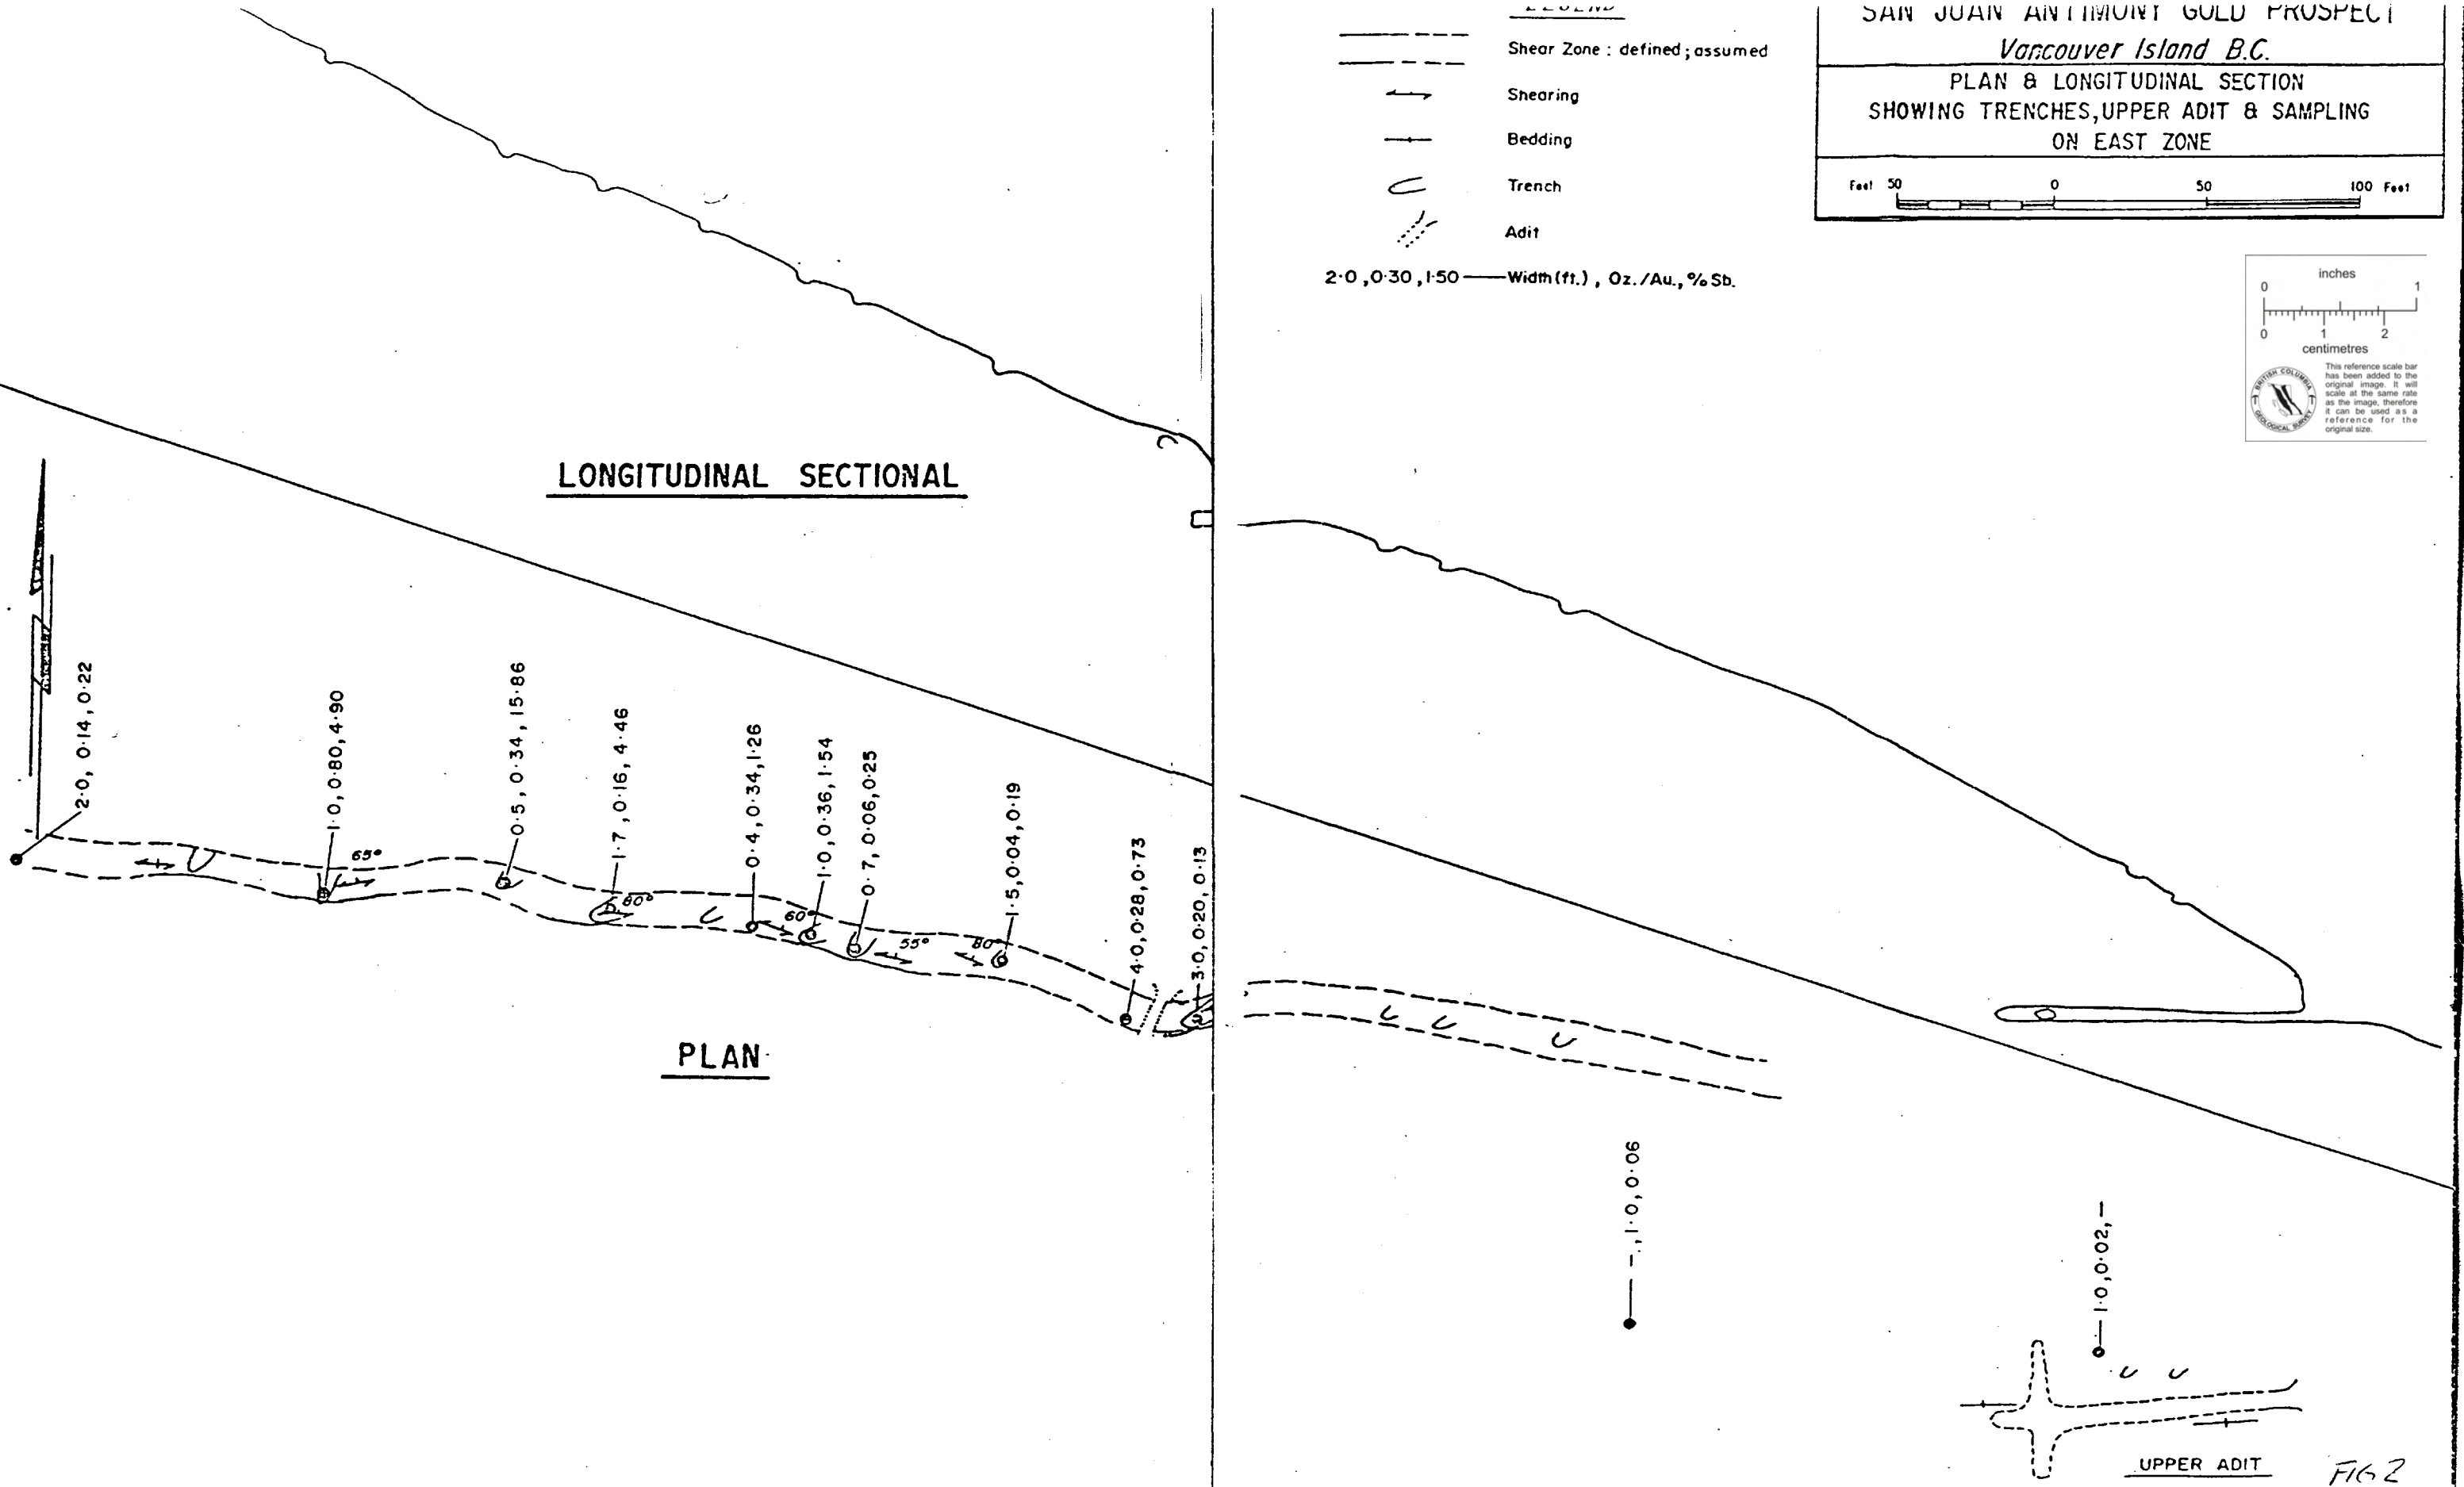 LEGEND
Shear Zone : defined ; assumed
Shearing
Bedding
Trench
Adit
2·0 , 0·30 , 1·50 — Width (ft.) , Oz. /Au., % Sb.
SAN JUAN ANTIMONY GOLD PROSPECT
Vancouver Island B.C.
PLAN & LONGITUDINAL SECTION
SHOWING TRENCHES, UPPER ADIT & SAMPLING
ON EAST ZONE
Feet 50 0 50 100 Feet
inches
0 1
0 1 2
centimetres
This reference scale bar
has been added to the
original image. It will
scale at the same rate
as the image, therefore
it can be used as a
reference for the
original size.
BRITISH COLUMBIA
GEOLOGICAL SURVEY
LONGITUDINAL SECTIONAL
2·0, 0·14, 0·22
1·0, 0·80, 4·90
0·5, 0·34, 15·86
1·7, 0·16, 4·46
0·4, 0·34, 1·26
1·0, 0·36, 1·54
0·7, 0·06, 0·25
1·5, 0·04, 0·19
4·0, 0·28, 0·73
3·0, 0·20, 0·13
65°
80°
60°
55°
80°
PLAN
—, 1·0, 0·06
1·0, 0·02, —
UPPER ADIT
FIG 2